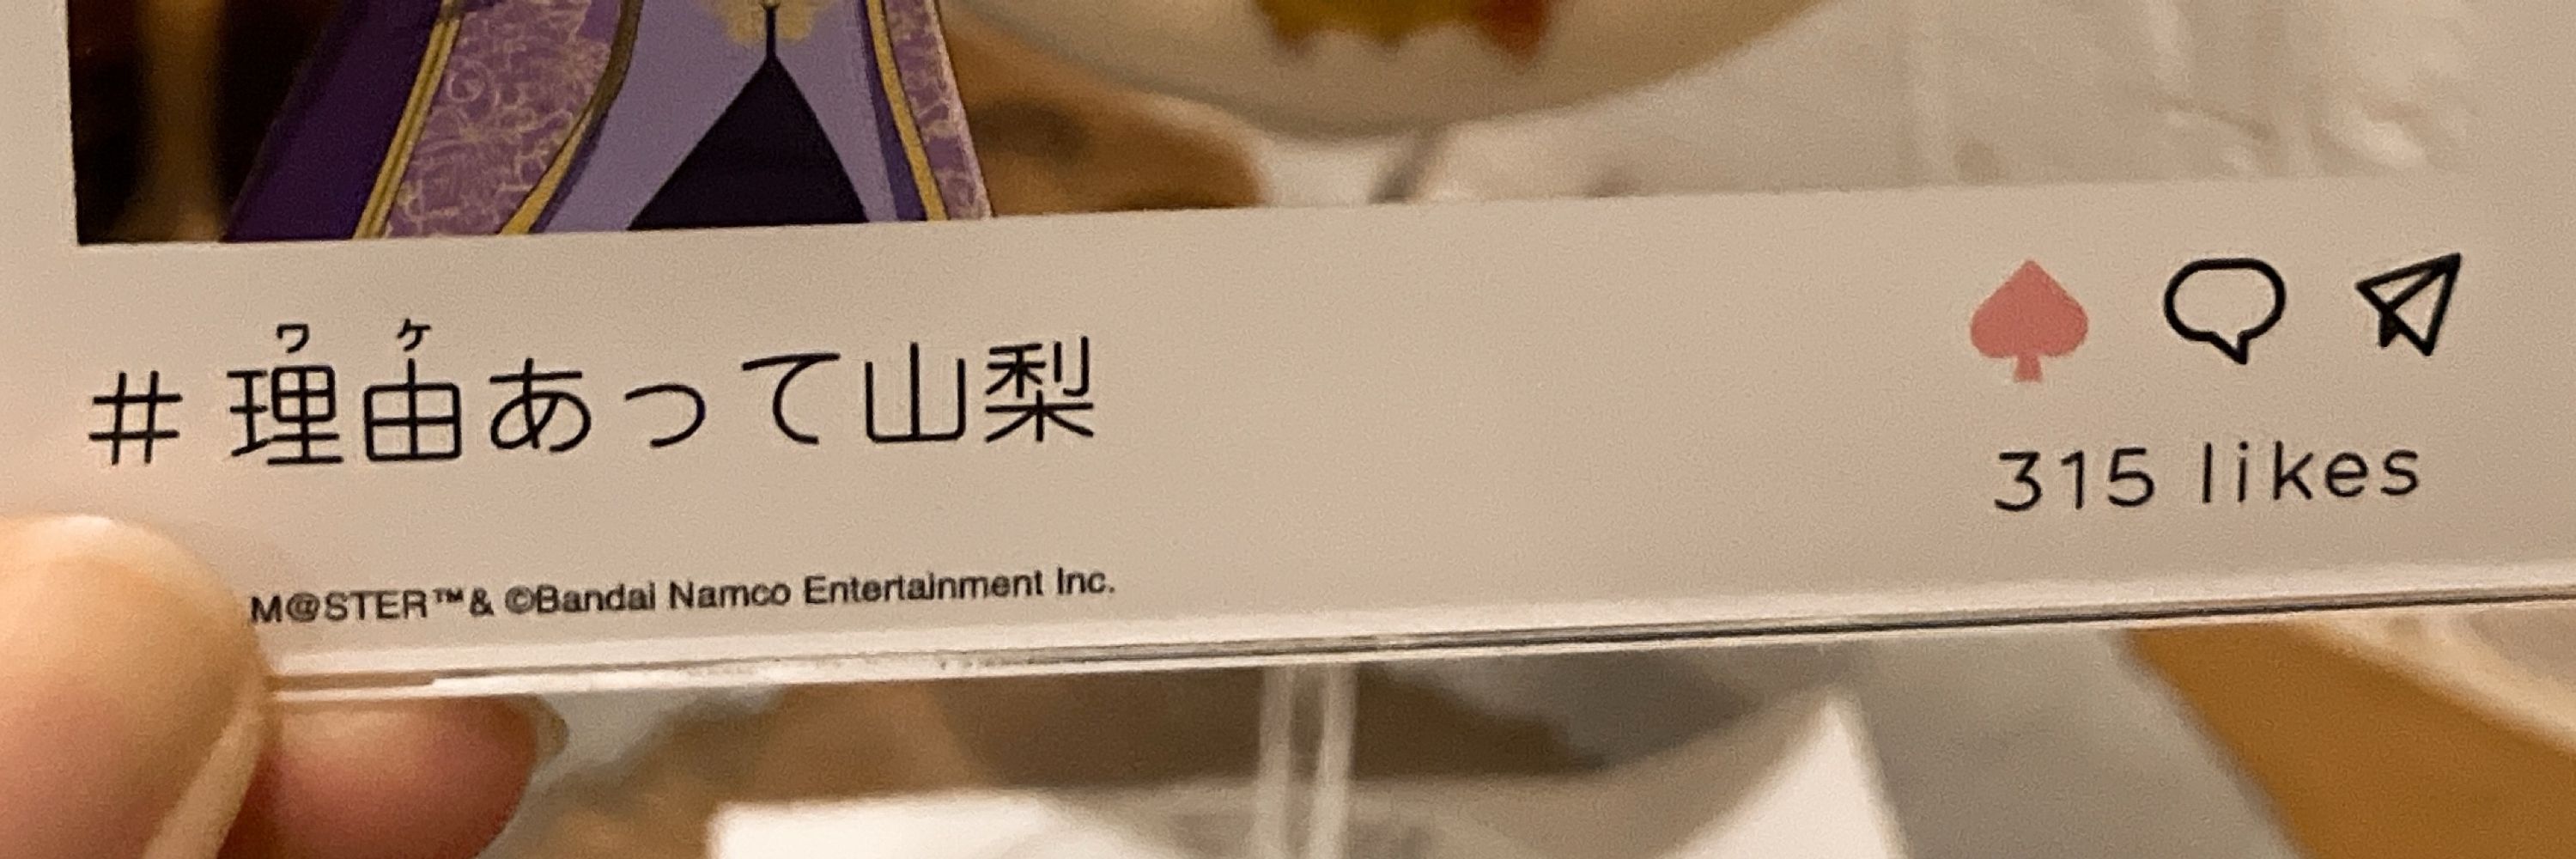 #理由あって山梨
ワケ
315 likes
M@STER™& ©Bandai Namco Entertainment Inc.